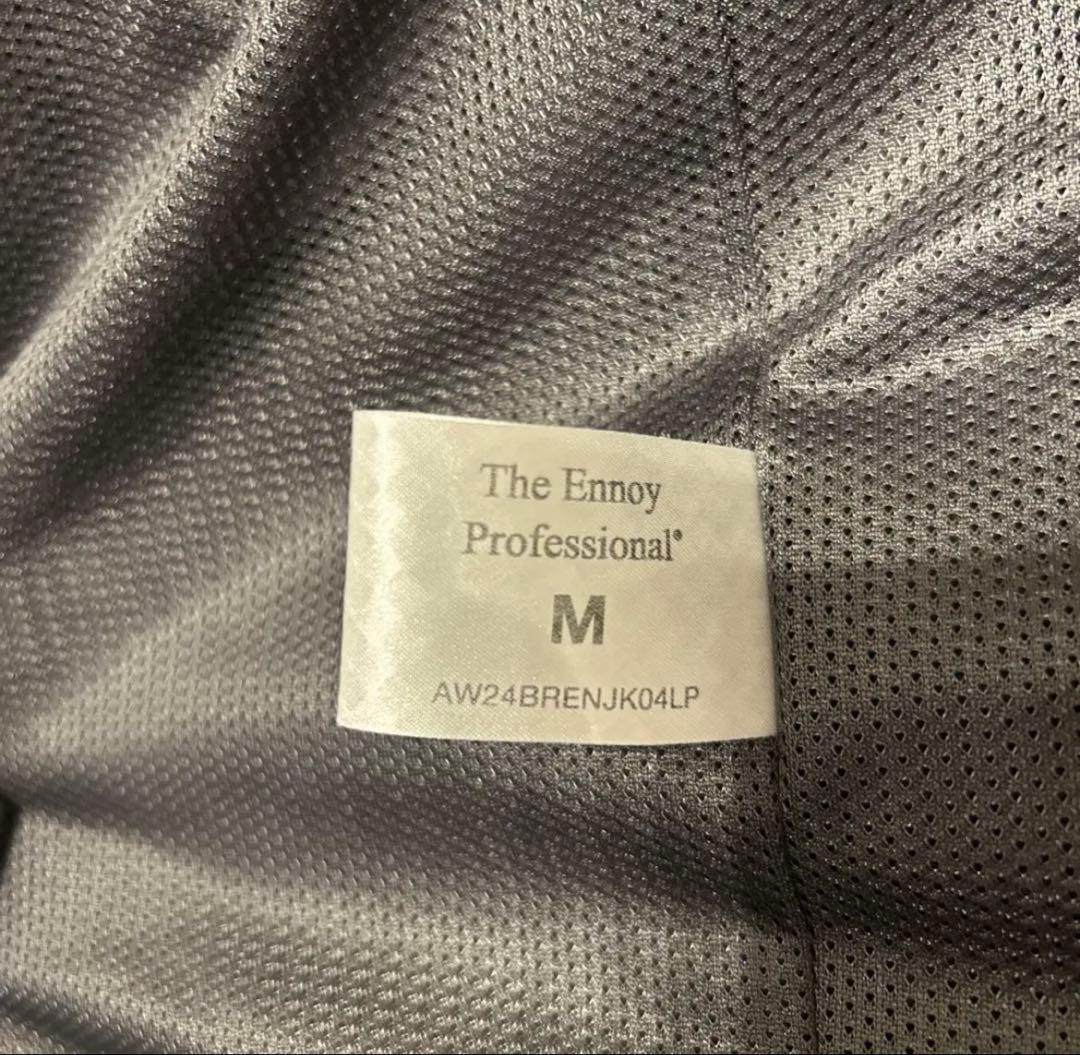 The Ennoy
Professional®
M
AW24BRENJK04LP